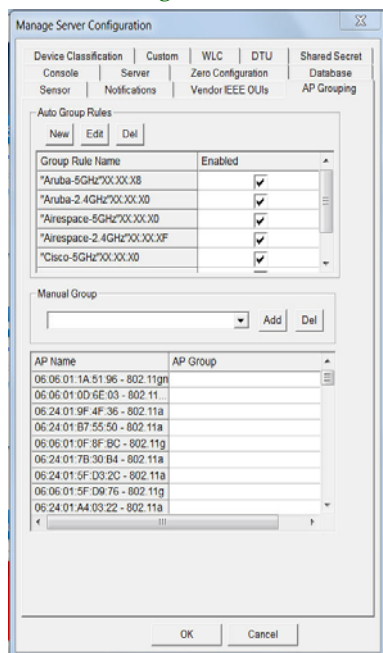 Manage Server Configuration
Device Classification Custom WLC DTU Shared Secret
Console Server Zero Configuration Database
Sensor Notifications Vendor IEEE OUIs AP Grouping
Auto Group Rules
New Edit Del
Group Rule Name Enabled
"Aruba-5GHz"XX.XX.X8
"Aruba-2.4GHz"XX.XX.X0
"Airespace-5GHz"XX.XX.X0
"Airespace-2.4GHz"XX.XX.XF
"Cisco-5GHz"XX.XX.X0
Manual Group
Add Del
AP Name AP Group
06:06:01:1A:51:96 - 802.11gn
06:06:01:0D:6E:03 - 802.11...
06:24:01:9F:4F:36 - 802.11a
06:24:01:B7:55:50 - 802.11a
06:06:01:0F:8F:BC - 802.11g
06:24:01:7B:30:B4 - 802.11a
06:24:01:5F:D3:2C - 802.11a
06:06:01:5F:D9:76 - 802.11g
06:24:01:A4:03:22 - 802.11a
OK Cancel